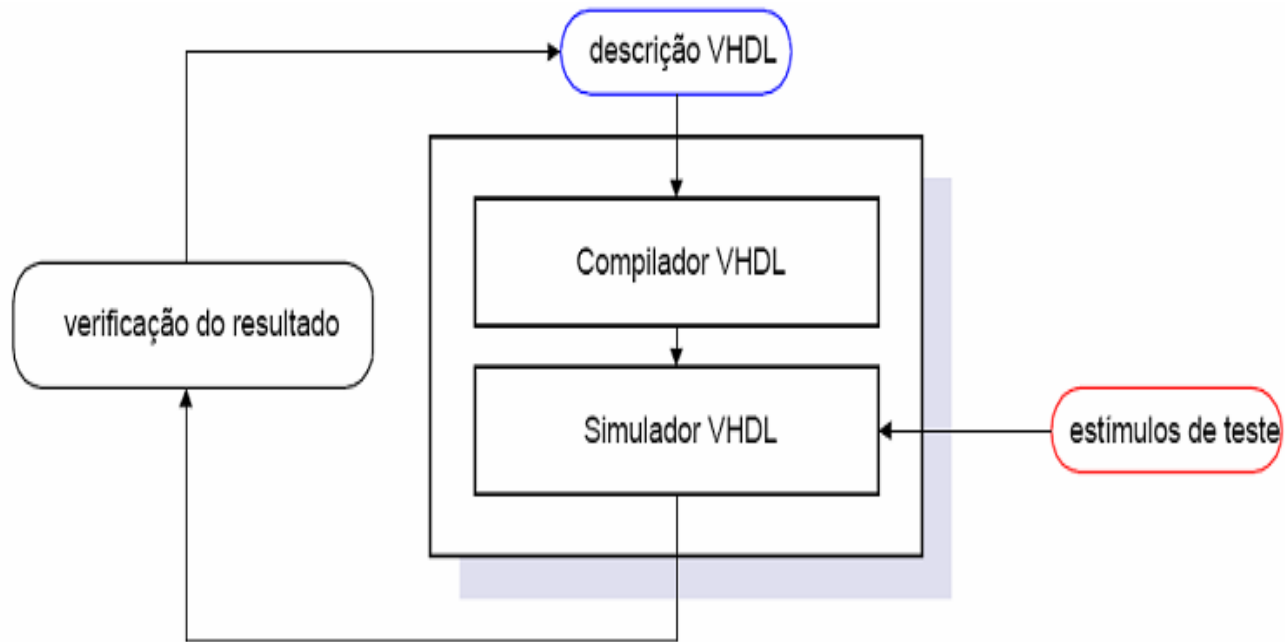 descrição VHDL
Compilador VHDL
verificação do resultado
Simulador VHDL
estímulos de teste